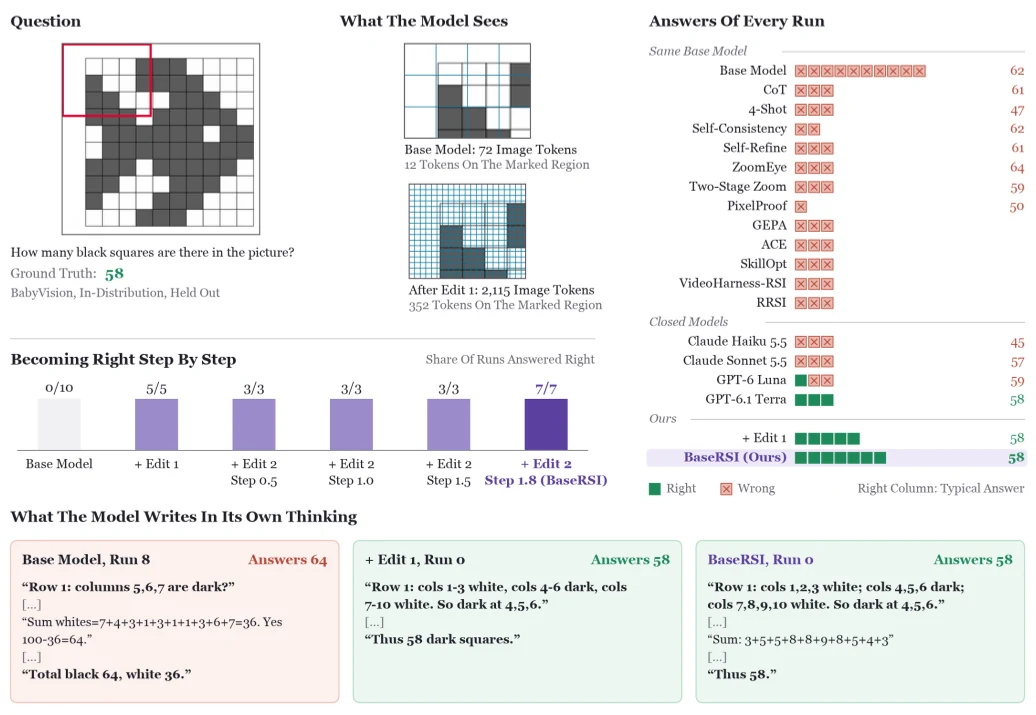 Question
How many black squares are there in the picture?
Ground Truth: 58
BabyVision, In-Distribution, Held Out
What The Model Sees
Base Model: 72 Image Tokens
12 Tokens On The Marked Region
After Edit 1: 2,115 Image Tokens
352 Tokens On The Marked Region
Answers Of Every Run
Same Base Model
Base Model 62
CoT 61
4-Shot 47
Self-Consistency 62
Self-Refine 61
ZoomEye 64
Two-Stage Zoom 59
PixelProof 50
GEPA
ACE
SkillOpt
VideoHarness-RSI
RRSI
Closed Models
Claude Haiku 5.5 45
Claude Sonnet 5.5 57
GPT-6 Luna 59
GPT-6.1 Terra 58
Ours
+ Edit 1 58
BaseRSI (Ours) 58
Right Wrong Right Column: Typical Answer
Becoming Right Step By Step Share Of Runs Answered Right
0/10 5/5 3/3 3/3 3/3 7/7
Base Model
+ Edit 1
+ Edit 2
Step 0.5
+ Edit 2
Step 1.0
+ Edit 2
Step 1.5
+ Edit 2
Step 1.8 (BaseRSI)
What The Model Writes In Its Own Thinking
Base Model, Run 8 Answers 64
“Row 1: columns 5,6,7 are dark?”
[...]
“Sum whites=7+4+3+1+3+1+1+3+6+7=36. Yes
100-36=64.”
[...]
“Total black 64, white 36.”
+ Edit 1, Run 0 Answers 58
“Row 1: cols 1-3 white, cols 4-6 dark, cols
7-10 white. So dark at 4,5,6.”
[...]
“Thus 58 dark squares.”
BaseRSI, Run 0 Answers 58
“Row 1: cols 1,2,3 white; cols 4,5,6 dark;
cols 7,8,9,10 white. So dark at 4,5,6.”
[...]
“Sum: 3+5+5+8+8+9+8+5+4+3”
[...]
“Thus 58.”